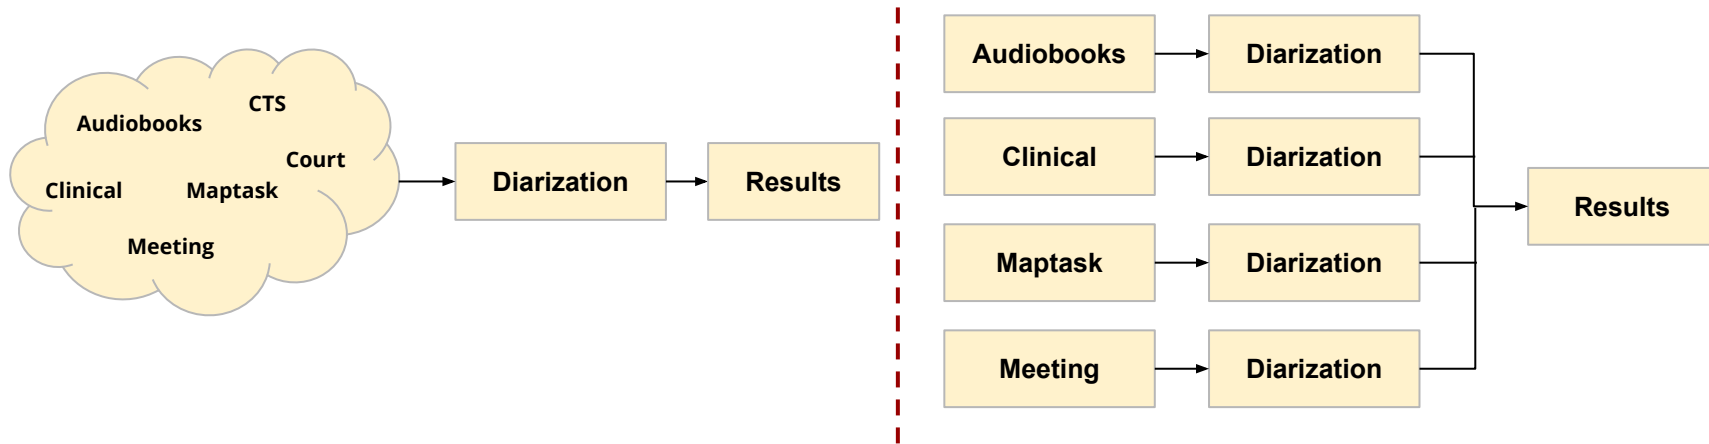 CTS
Audiobooks
Court
Clinical
Maptask
Meeting
Diarization
Results
Audiobooks
Diarization
Clinical
Diarization
Maptask
Diarization
Meeting
Diarization
Results